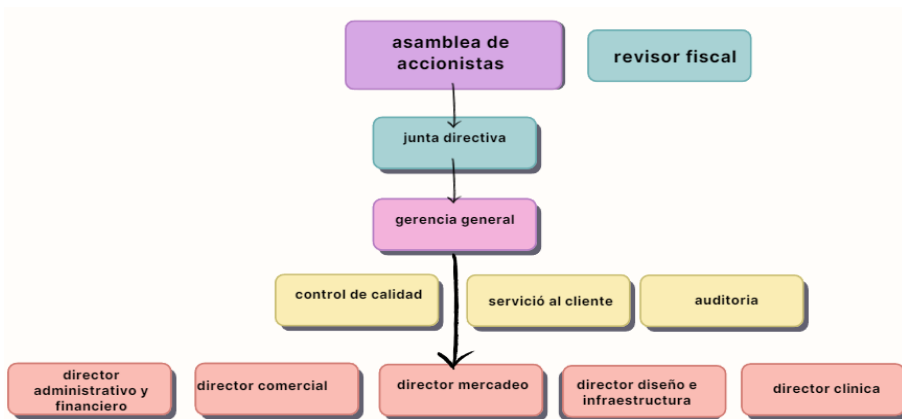 asamblea de
accionistas
revisor fiscal
junta directiva
gerencia general
control de calidad
servició al cliente
auditoria
director
administrativo y
financiero
director comercial
director mercadeo
director diseño e
infraestructura
director clinica